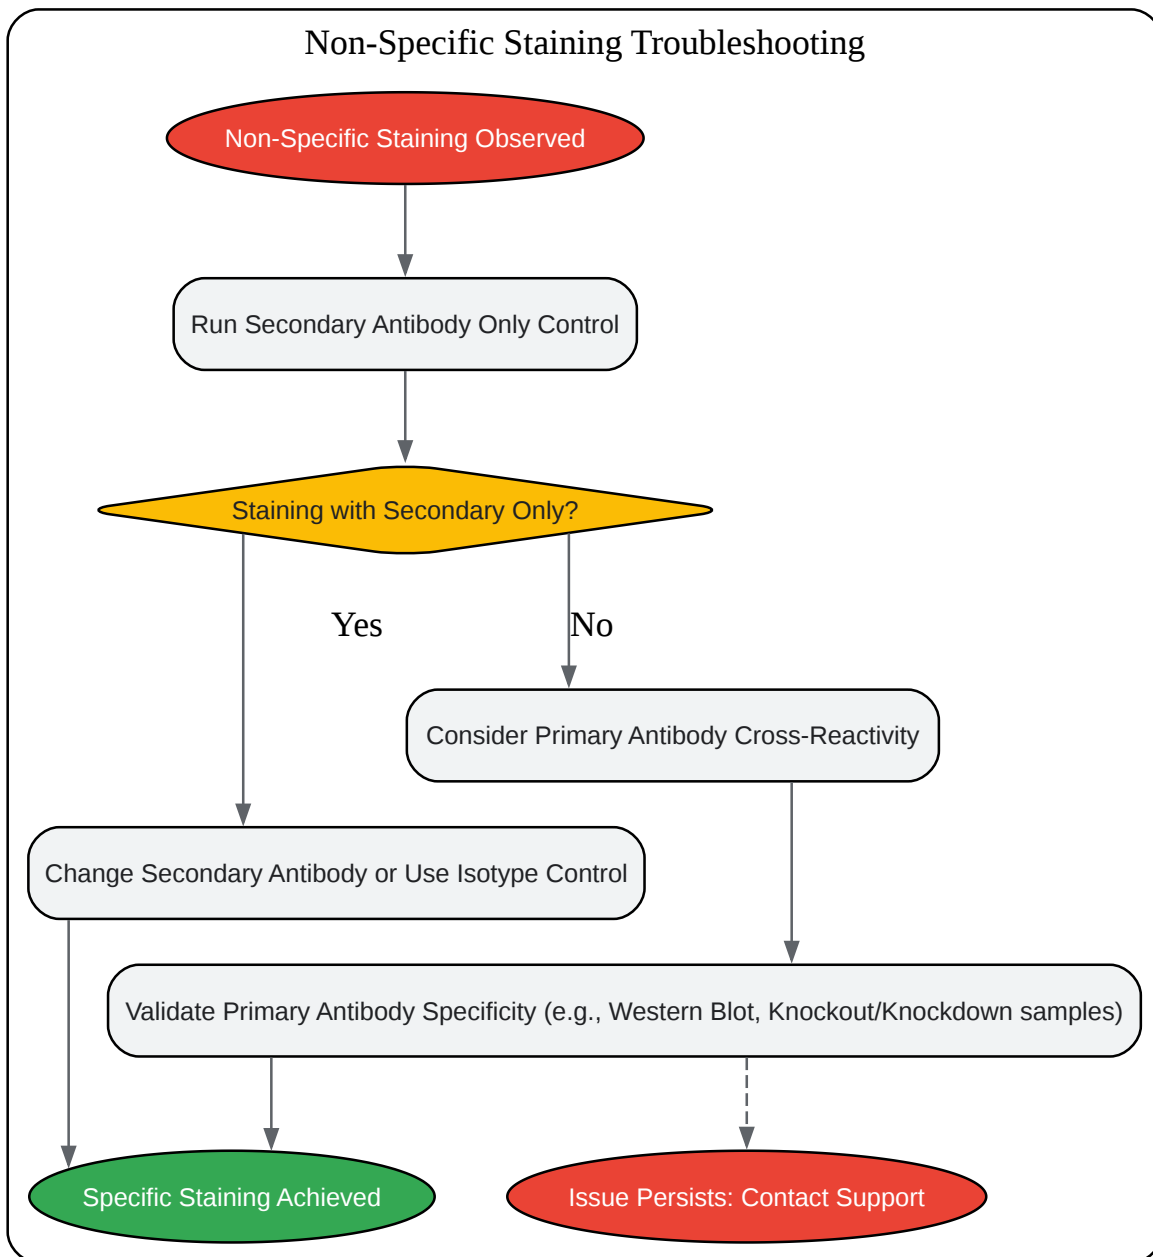 Non-Specific Staining Troubleshooting
Non-Specific Staining Observed
Run Secondary Antibody Only Control
Staining with Secondary Only?
Yes
No
Consider Primary Antibody Cross-Reactivity
Change Secondary Antibody or Use Isotype Control
Validate Primary Antibody Specificity (e.g., Western Blot, Knockout/Knockdown samples)
Specific Staining Achieved
Issue Persists: Contact Support